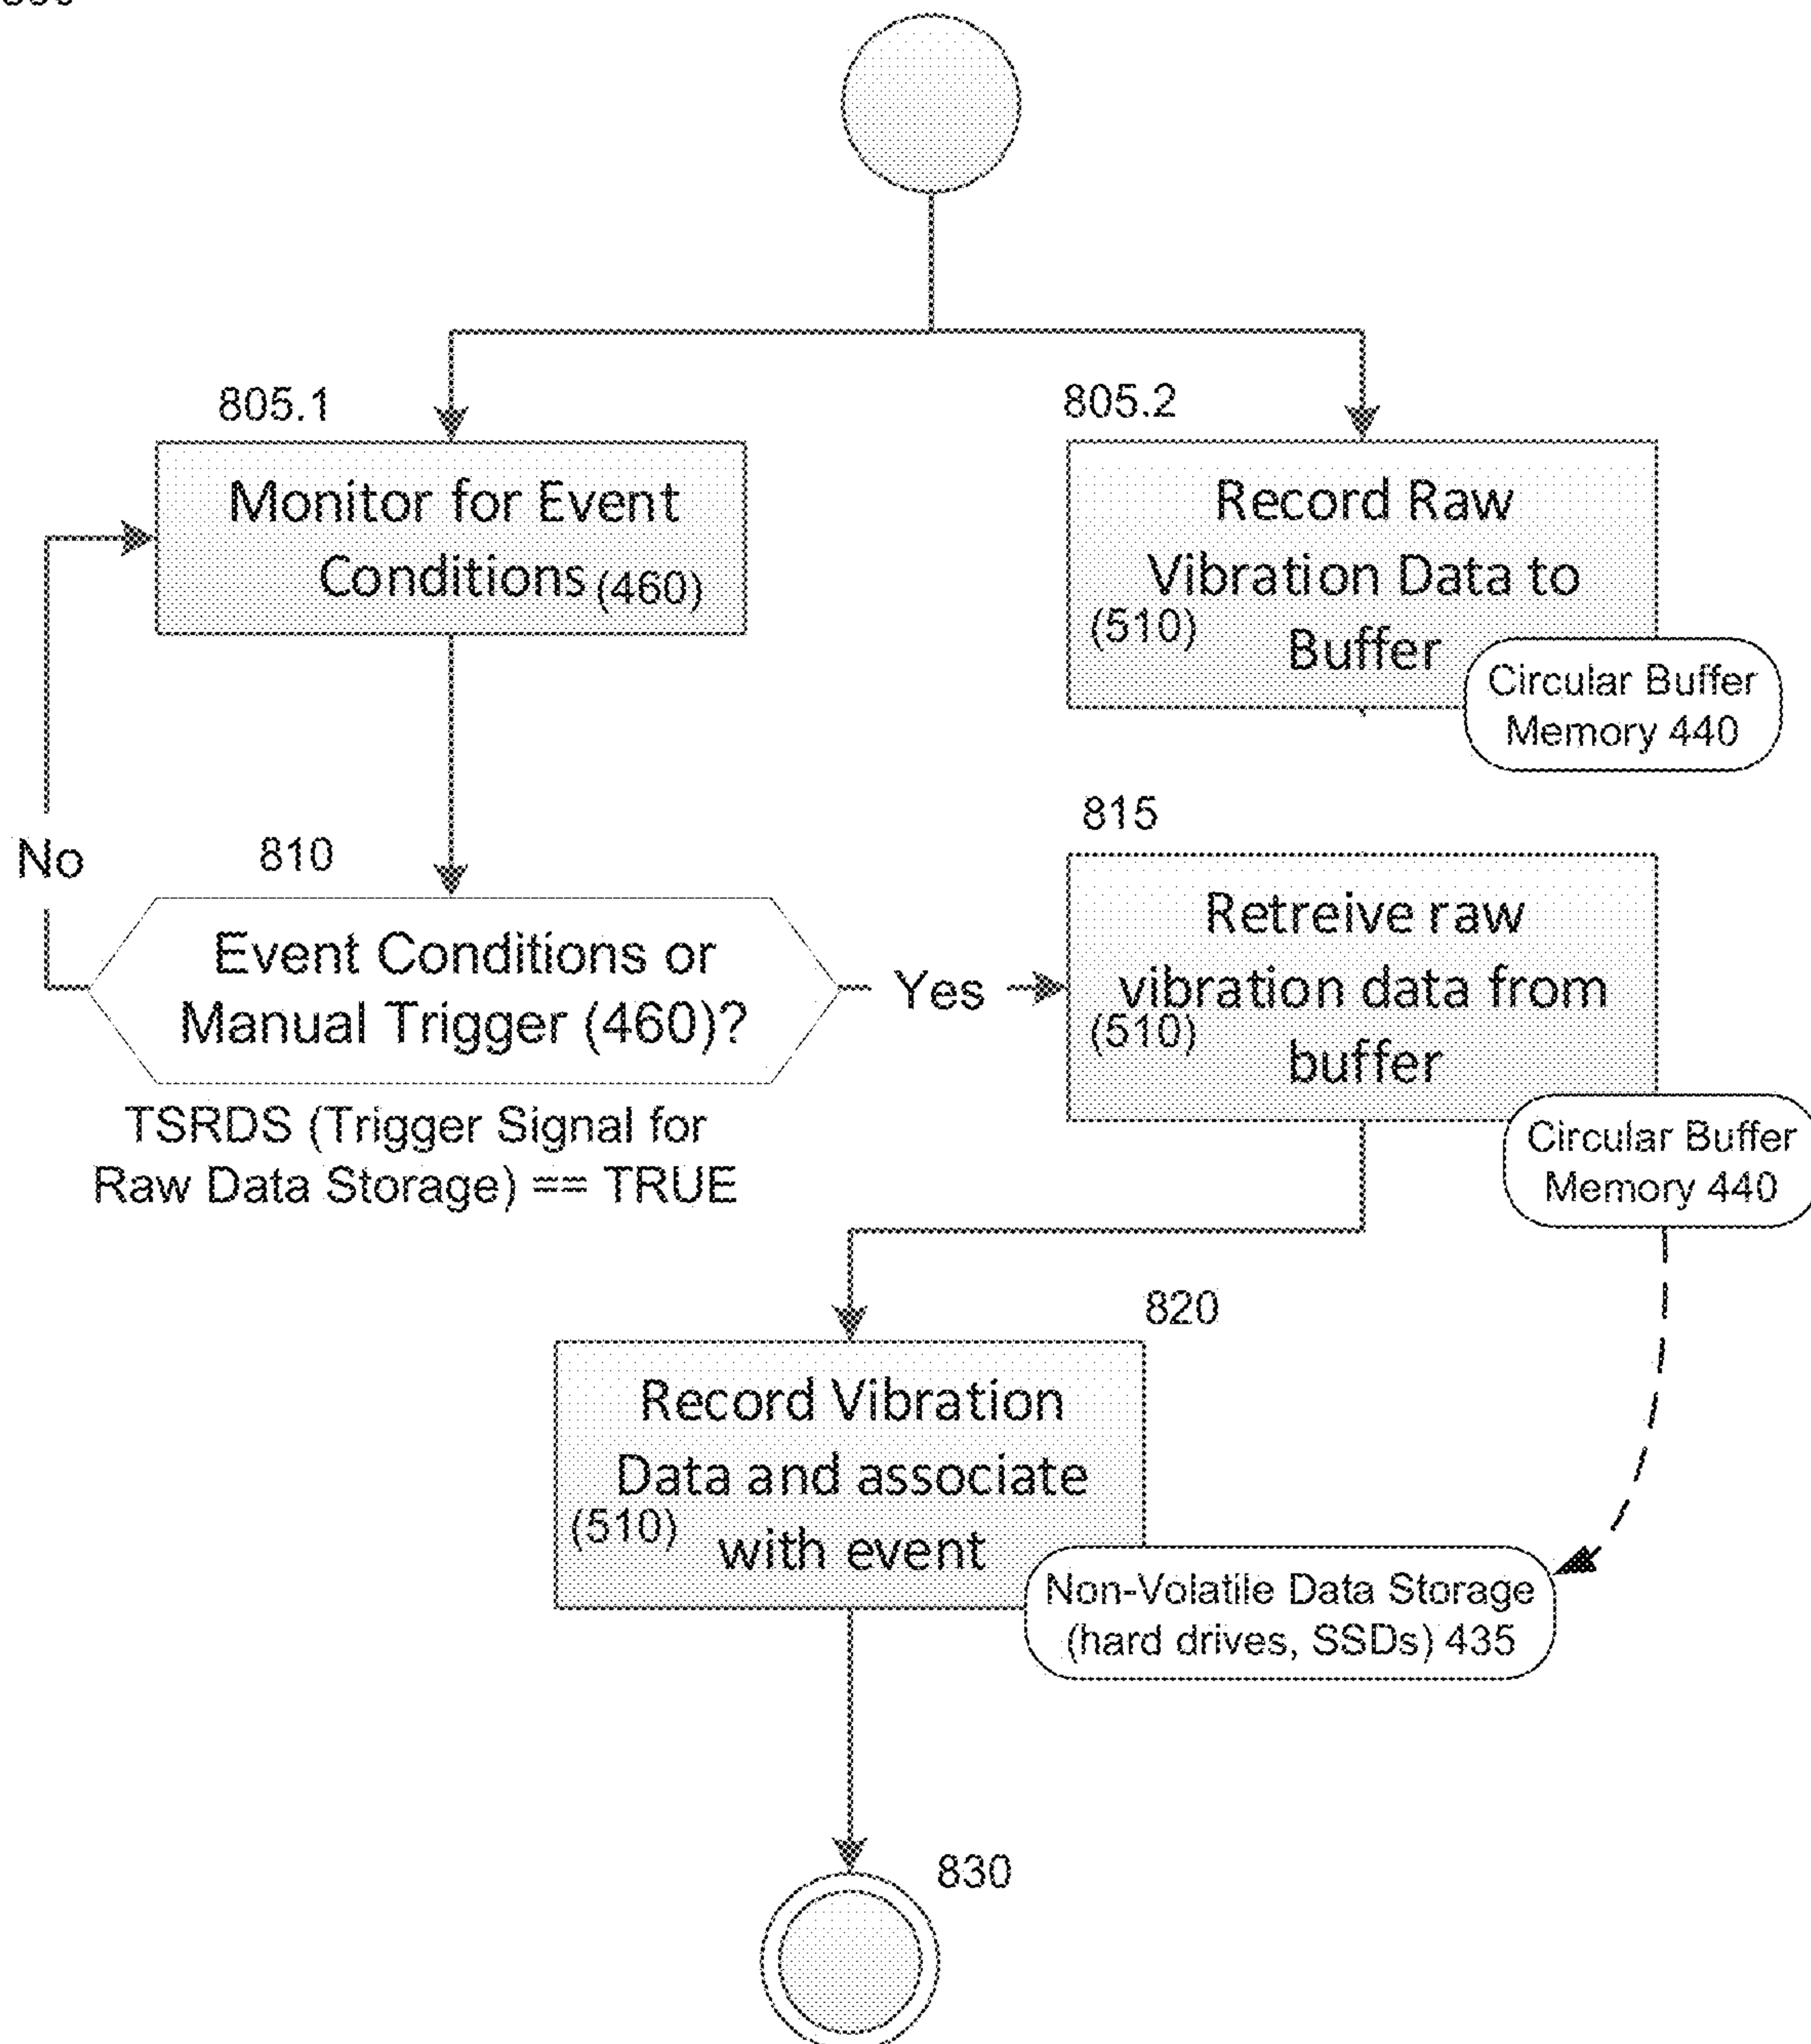 805.1
Monitor for Event
Conditions (460)
805.2
Record Raw
Vibration Data to
(510)
Buffer
Circular Buffer
Memory 440
No
810
Event Conditions or
Manual Trigger (460)?
Yes
TSRDS (Trigger Signal for
Raw Data Storage) == TRUE
815
Retreive raw
vibration data from
(510)
buffer
Circular Buffer
Memory 440
820
Record Vibration
Data and associate
(510)
with event
Non-Volatile Data Storage
(hard drives, SSDs) 435
830